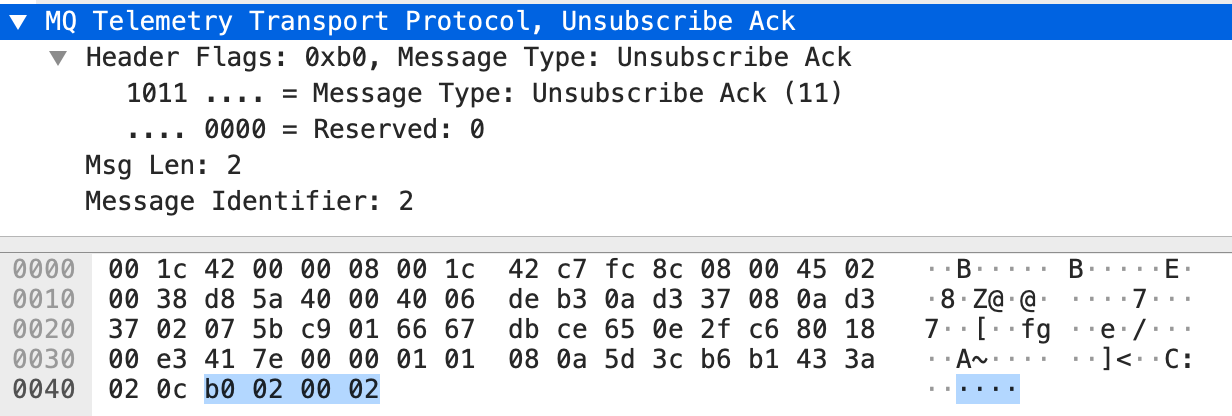 ▼ MQ Telemetry Transport Protocol, Unsubscribe Ack
▼ Header Flags: 0xb0, Message Type: Unsubscribe Ack
1011 .... = Message Type: Unsubscribe Ack (11)
.... 0000 = Reserved: 0
Msg Len: 2
Message Identifier: 2
0000 00 1c 42 00 00 08 00 1c 42 c7 fc 8c 08 00 45 02 ··B····· B·····E·
0010 00 38 d8 5a 40 00 40 06 de b3 0a d3 37 08 0a d3 ·8·Z@·@· ····7···
0020 37 02 07 5b c9 01 66 67 db ce 65 0e 2f c6 80 18 7··[··fg ··e·/···
0030 00 e3 41 7e 00 00 01 01 08 0a 5d 3c b6 b1 43 3a ··A~···· ··]<··C:
0040 02 0c b0 02 00 02 ······